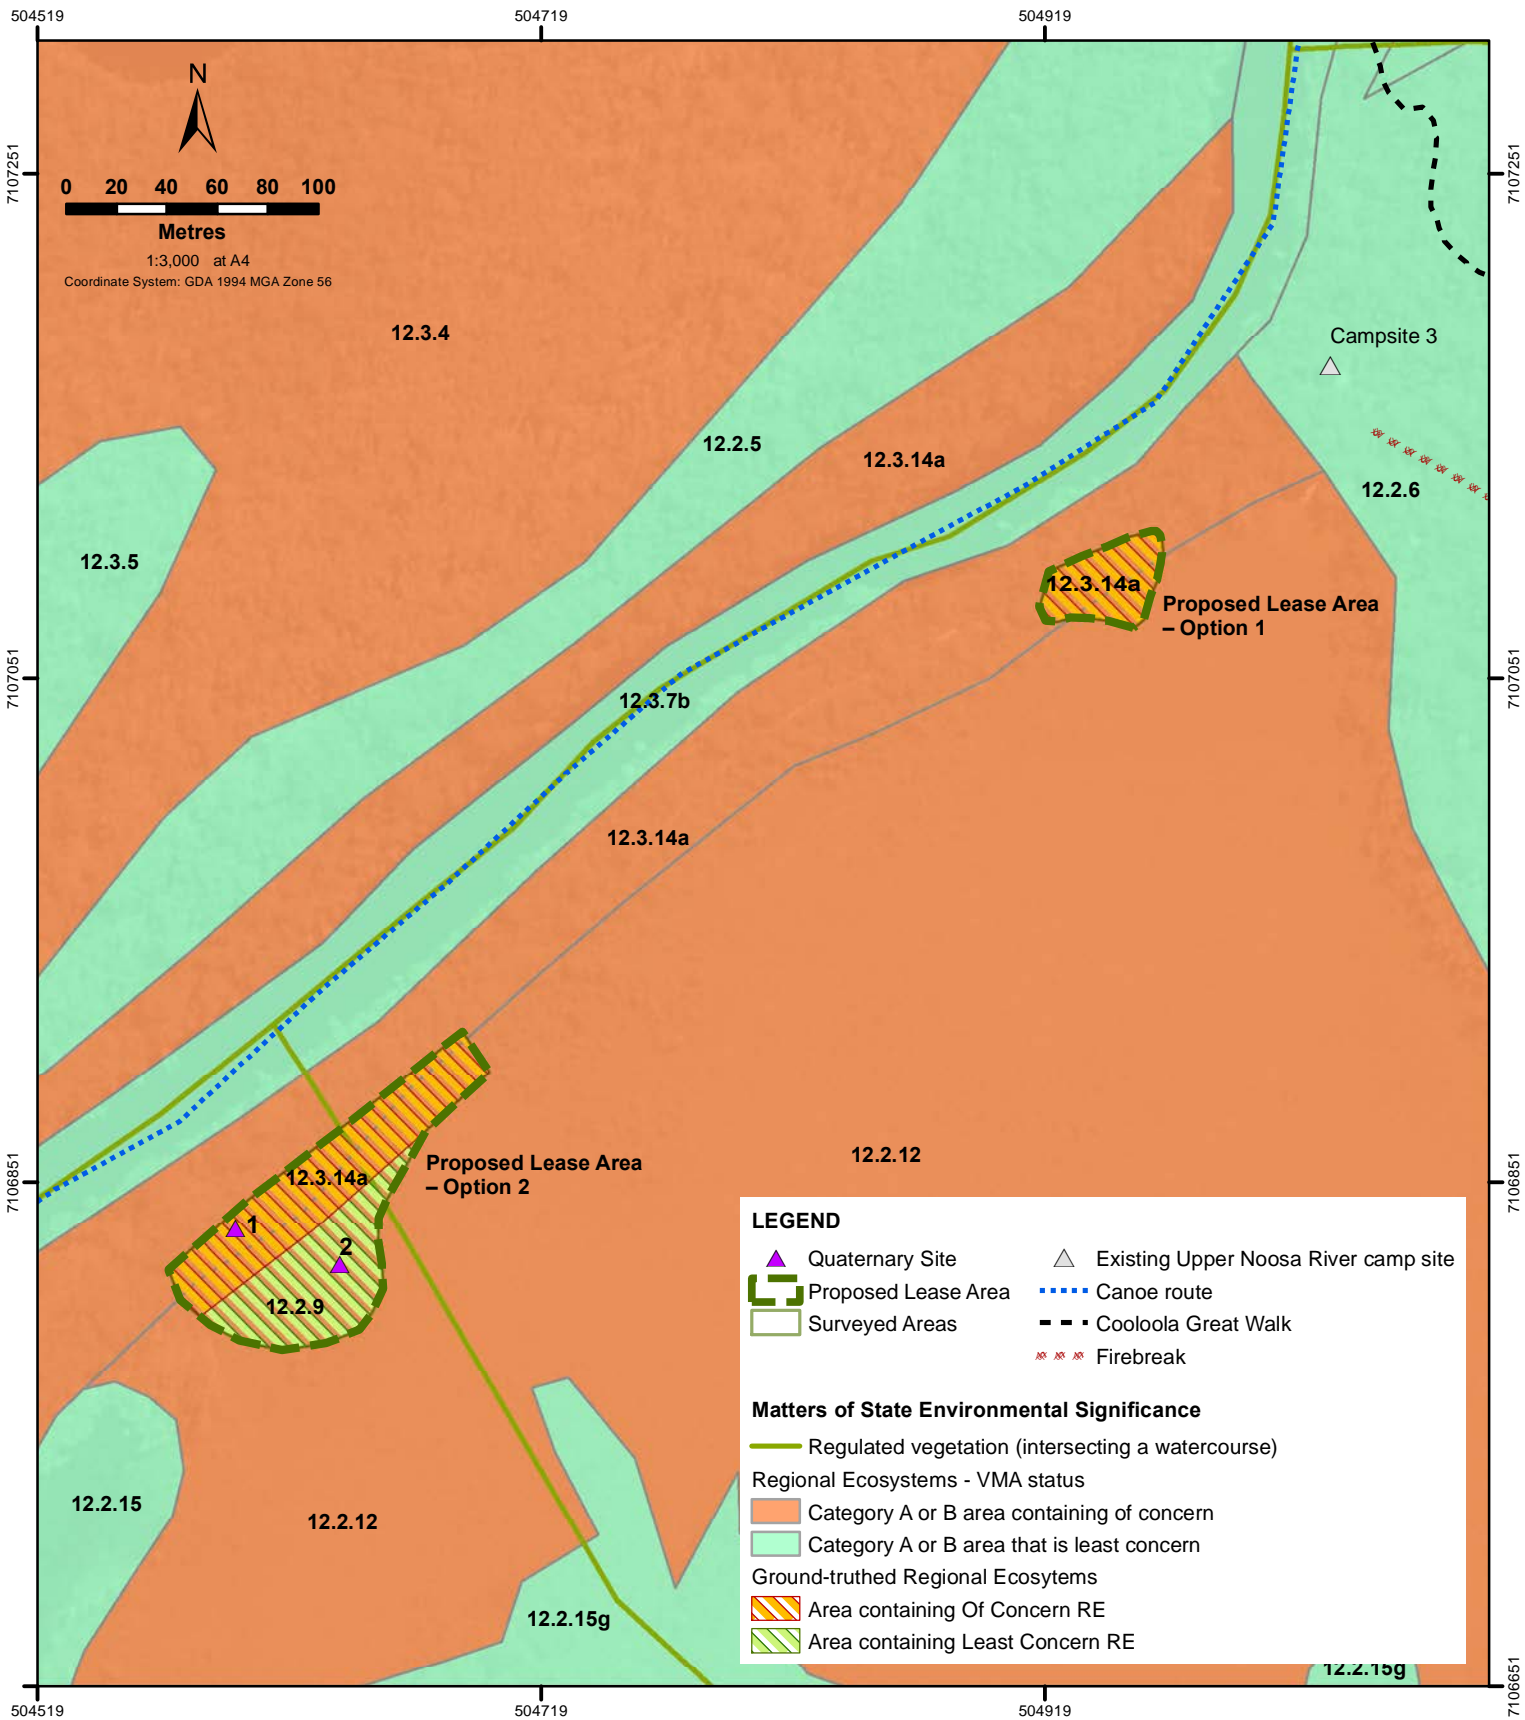 504519
504719
504919
N
7107251
7107251
0 20 40 60 80 100
Metres
1:3,000 at A4
Coordinate System: GDA 1994 MGA Zone 56
12.3.4
Campsite 3
12.2.5
12.3.14a
12.2.6
12.3.5
12.3.14a
Proposed Lease Area
– Option 1
7107051
7107051
12.3.7b
12.3.14a
12.2.12
Proposed Lease Area
– Option 2
12.3.14a
7106851
7106851
1
2
12.2.9
12.2.15
12.2.12
12.2.15g
LEGEND
Quaternary Site
Existing Upper Noosa River camp site
Proposed Lease Area
Canoe route
Surveyed Areas
Cooloola Great Walk
Firebreak
Matters of State Environmental Significance
Regulated vegetation (intersecting a watercourse)
Regional Ecosystems - VMA status
Category A or B area containing of concern
Category A or B area that is least concern
Ground-truthed Regional Ecosytems
Area containing Of Concern RE
Area containing Least Concern RE
12.2.15g
7106651
7106651
504519
504719
504919